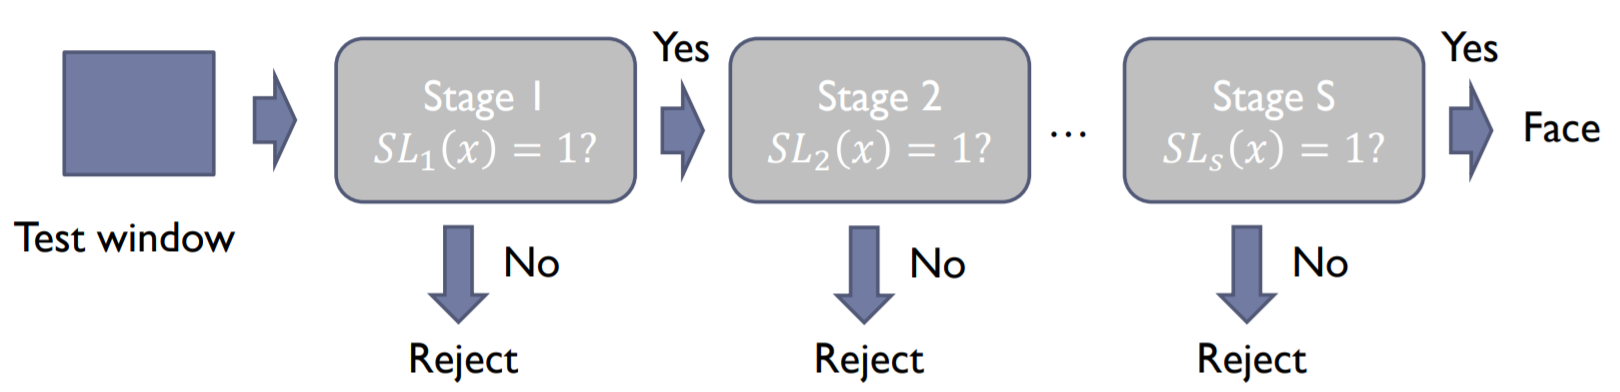 Test window
Stage 1
SL₁(x) = 1?
Yes
No
Reject
Stage 2
SL₂(x) = 1?
No
Reject
...
Stage S
SLₛ(x) = 1?
Yes
No
Reject
Face